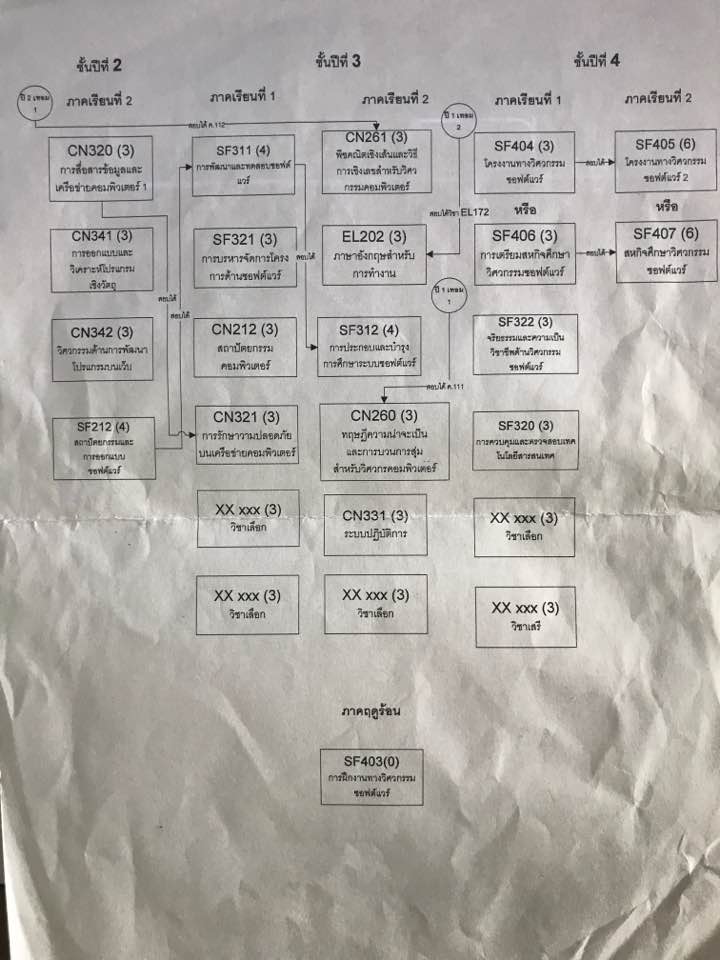 ชั้นปีที่ 2
ชั้นปีที่ 3
ชั้นปีที่ 4
ภาคเรียนที่ 2
ภาคเรียนที่ 1
ภาคเรียนที่ 2
ภาคเรียนที่ 1
ภาคเรียนที่ 2
ปี 2 เทอม
1
ปี 1 เทอม
2
สอบได้ ค.112
CN320 (3)
การสื่อสารข้อมูลและ
เครือข่ายคอมพิวเตอร์ 1
CN341 (3)
การออกแบบและ
วิเคราะห์โปรแกรม
เชิงวัตถุ
CN342 (3)
วิศวกรรมด้านการพัฒนา
โปรแกรมบนเว็บ
SF212 (4)
สถาปัตยกรรมและ
การออกแบบ
ซอฟต์แวร์
สอบได้
สอบได้
SF311 (4)
การพัฒนาและทดสอบซอฟต์
แวร์
SF321 (3)
การบริหารจัดการโครง
การด้านซอฟต์แวร์
CN212 (3)
สถาปัตยกรรม
คอมพิวเตอร์
CN321 (3)
การรักษาวามปลอดภัย
บนเครือข่ายคอมพิวเตอร์
XX xxx (3)
วิชาเลือก
XX xxx (3)
วิชาเลือก
สอบได้
CN261 (3)
พีชคณิตเชิงเส้นและวิธี
การเชิงเลขสำหรับวิศว
กรรมคอมพิวเตอร์
EL202 (3)
ภาษาอังกฤษสำหรับ
การทำงาน
สอบได้วิชา EL172
ปี 1 เทอม
1
SF312 (4)
การประกอบและบำรุง
การศึกษาระบบซอฟต์แวร์
สอบได้ ค.111
CN260 (3)
ทฤษฎีความน่าจะเป็น
และการบวนการสุ่ม
สำหรับวิศวกรคอมพิวเตอร์
CN331 (3)
ระบบปฏิบัติการ
XX xxx (3)
วิชาเลือก
SF404 (3)
โครงงานทางวิศวกรรม
ซอฟต์แวร์
สอบได้
SF405 (6)
โครงงานทางวิศวกรรม
ซอฟต์แวร์ 2
หรือ
หรือ
SF406 (3)
การเตรียมสหกิจศึกษา
วิศวกรรมซอฟต์แวร์
สอบได้
SF407 (6)
สหกิจศึกษาวิศวกรรม
ซอฟต์แวร์
SF322 (3)
จริยธรรมและความเป็น
วิชาชีพด้านวิศวกรรม
ซอฟต์แวร์
SF320 (3)
การควบคุมและตรวจสอบเทค
โนโลยีสารสนเทศ
XX xxx (3)
วิชาเลือก
XX xxx (3)
วิชาเสรี
ภาคฤดูร้อน
SF403(0)
การฝึกงานทางวิศวกรรม
ซอฟต์แวร์